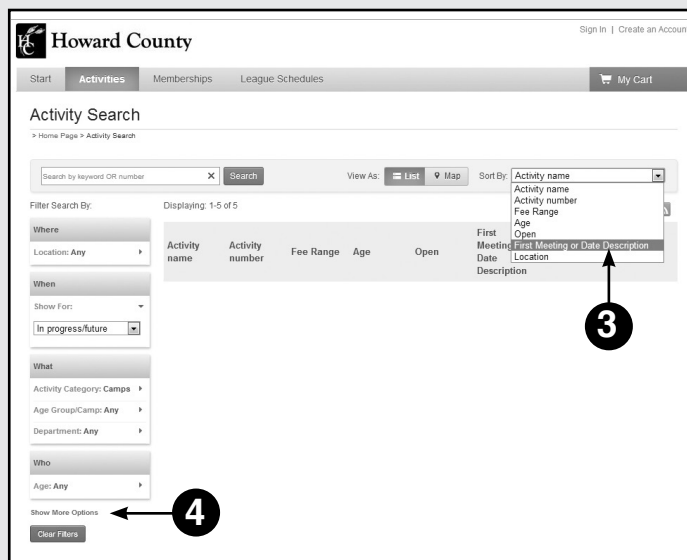 Sign In | Create an Accoun
HC Howard County
Start Activities Memberships League Schedules My Cart
Activity Search
> Home Page > Activity Search
Search by keyword OR number X Search View As: List Map Sort By: Activity name
Activity name
Activity number
Fee Range
Age
Open
First Meeting or Date Description
Location
Filter Search By: Displaying: 1-5 of 5
Activity name
Activity number
Fee Range
Age
Open
First Meeting Date Description
Where
Location: Any
When
Show For:
In progress/future
What
Activity Category: Camps
Age Group/Camp: Any
Department: Any
Who
Age: Any
Show More Options
Clear Filters
3
4